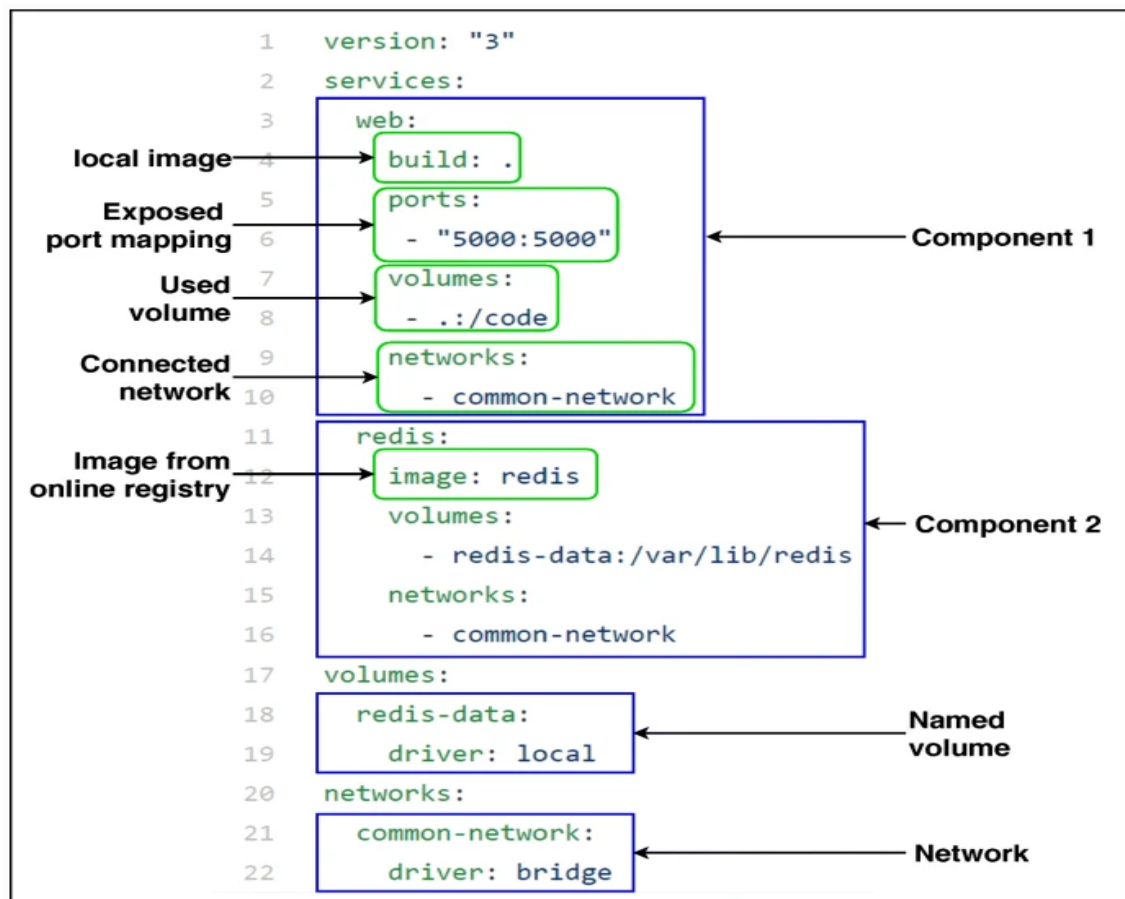 1 version: "3"
2 services:
3 web:
local image 4 build: .
5 ports:
Exposed
port mapping
6 - "5000:5000"
Component 1
7 volumes:
Used
volume
8 - .:/code
9 networks:
Connected
network
10 - common-network
11 redis:
Image from
online registry
12 image: redis
13 volumes:
Component 2
14 - redis-data:/var/lib/redis
15 networks:
16 - common-network
17 volumes:
18 redis-data:
Named
volume
19 driver: local
20 networks:
21 common-network:
Network
22 driver: bridge